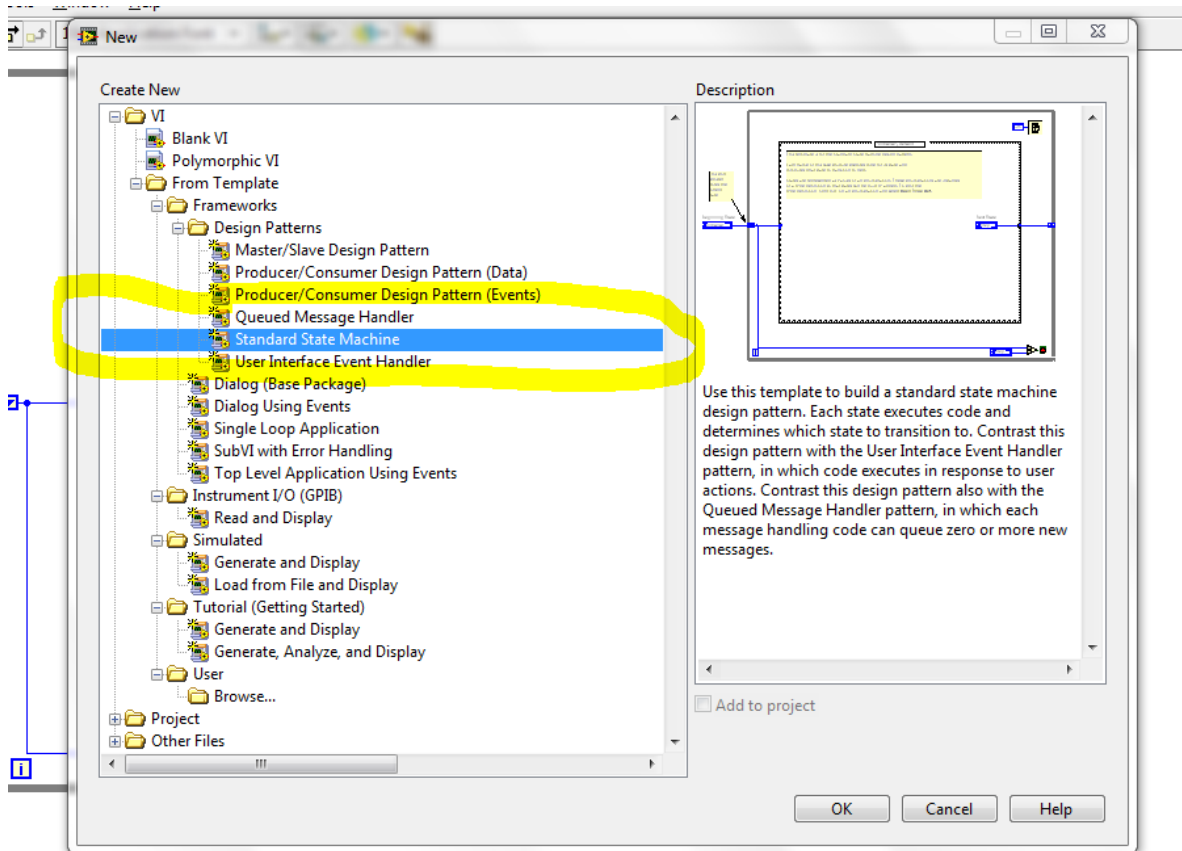 New
Create New
VI
Blank VI
Polymorphic VI
From Template
Frameworks
Design Patterns
Master/Slave Design Pattern
Producer/Consumer Design Pattern (Data)
Producer/Consumer Design Pattern (Events)
Queued Message Handler
Standard State Machine
User Interface Event Handler
Dialog (Base Package)
Dialog Using Events
Single Loop Application
SubVI with Error Handling
Top Level Application Using Events
Instrument I/O (GPIB)
Read and Display
Simulated
Generate and Display
Load from File and Display
Tutorial (Getting Started)
Generate and Display
Generate, Analyze, and Display
User
Browse...
Project
Other Files
i
Description
Use this template to build a standard state machine
design pattern. Each state executes code and
determines which state to transition to. Contrast this
design pattern with the User Interface Event Handler
pattern, in which code executes in response to user
actions. Contrast this design pattern also with the
Queued Message Handler pattern, in which each
message handling code can queue zero or more new
messages.
Add to project
OK
Cancel
Help